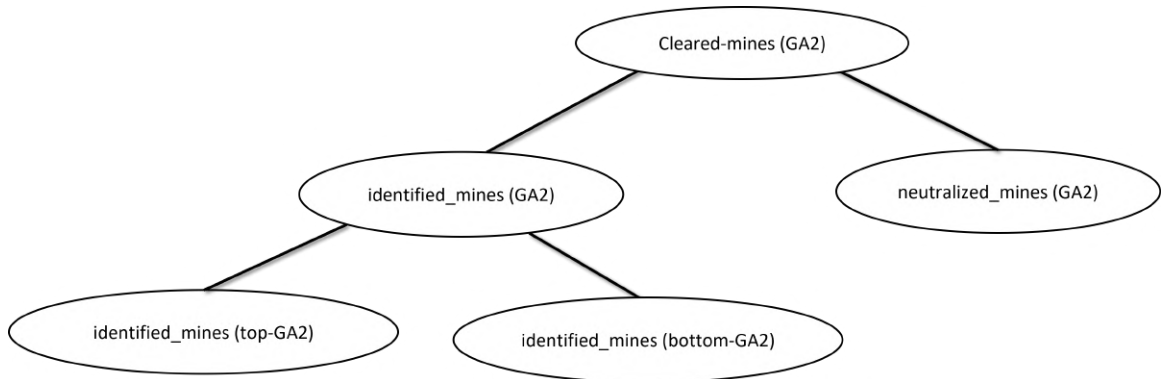 Cleared-mines (GA2)
identified_mines (GA2)
neutralized_mines (GA2)
identified_mines (top-GA2)
identified_mines (bottom-GA2)